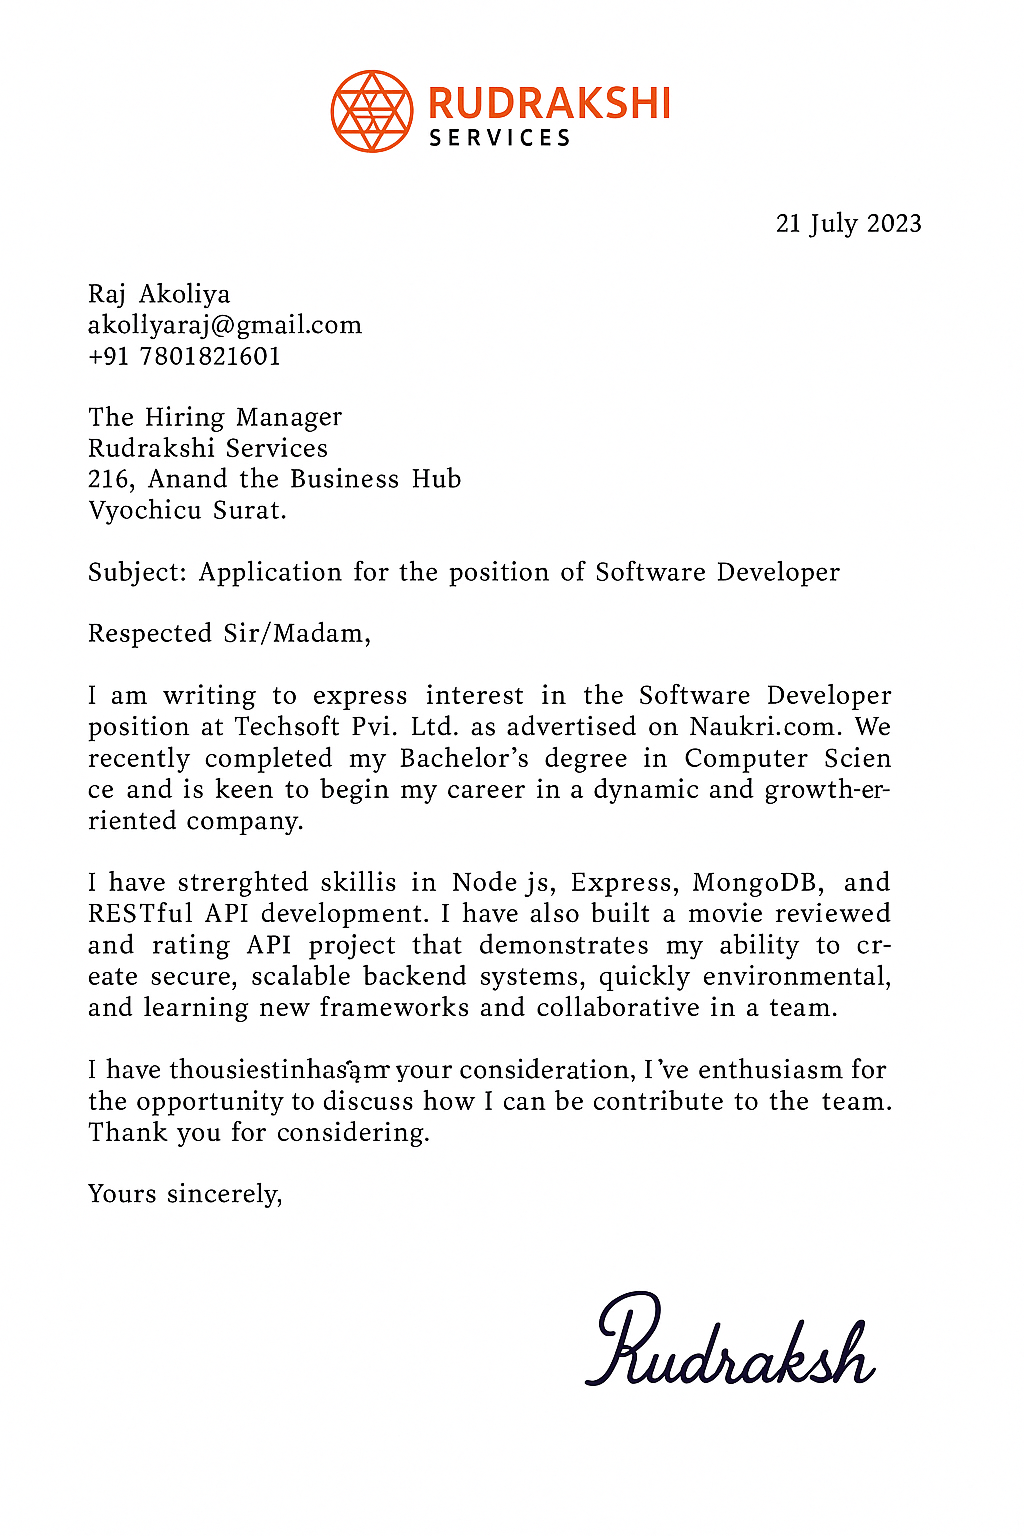 RUDRAKSHI
SERVICES
21 July 2023
Raj Akoliya
akollyaraj@gmail.com
+91 7801821601
The Hiring Manager
Rudrakshi Services
216, Anand the Business Hub
Vyochicu Surat.
Subject: Application for the position of Software Developer
Respected Sir/Madam,
I am writing to express interest in the Software Developer
position at Techsoft Pvi. Ltd. as advertised on Naukri.com. We
recently completed my Bachelor’s degree in Computer Scien
ce and is keen to begin my career in a dynamic and growth-er-
riented company.
I have strerghted skillis in Node js, Express, MongoDB, and
RESTful API development. I have also built a movie reviewed
and rating API project that demonstrates my ability to cr-
eate secure, scalable backend systems, quickly environmental,
and learning new frameworks and collaborative in a team.
I have your consideration, I’ve enthusiasm for
the opportunity to discuss how I can be contribute to the team.
Thank you for considering.
Yours sincerely,
Rudraksh